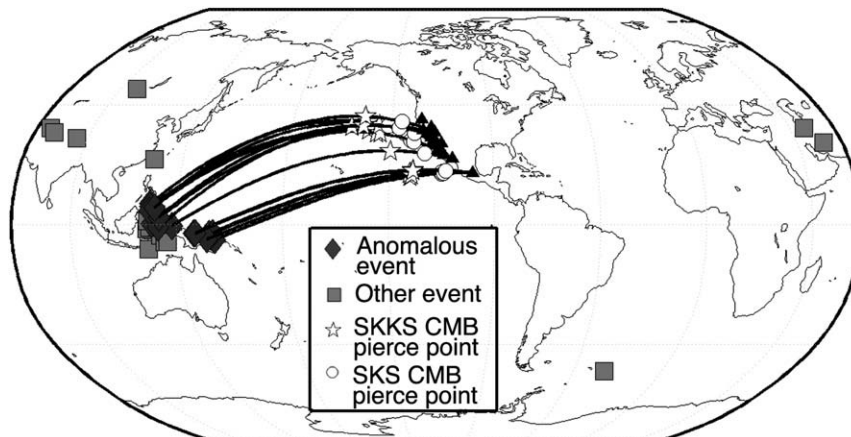 Anomalous
event
Other event
SKKS CMB
pierce point
SKS CMB
pierce point